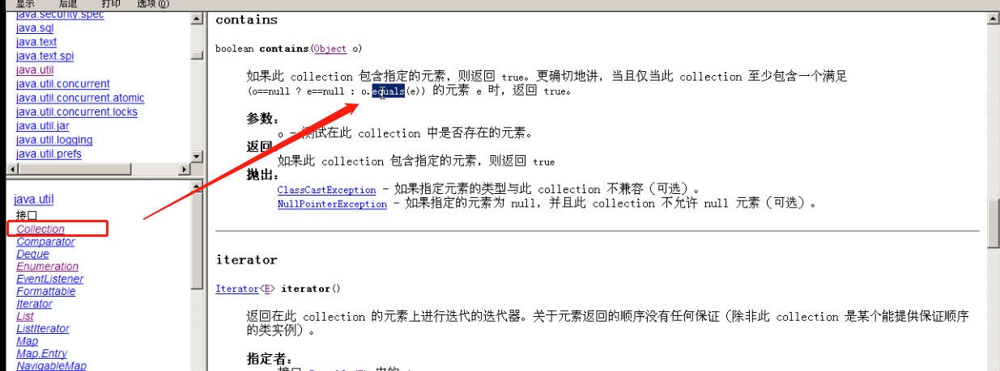 显示 后退 打印 选项(O)
java.security.spec
java.sql
java.text
java.text.spi
java.util
java.util.concurrent
java.util.concurrent.atomic
java.util.concurrent.locks
java.util.jar
java.util.logging
java.util.prefs
java.util
接口
Collection
Comparator
Deque
Enumeration
EventListener
Formattable
Iterator
List
ListIterator
Map
Map.Entry
NavigableMap
contains
boolean contains(Object o)
如果此 collection 包含指定的元素，则返回 true。更确切地讲，当且仅当此 collection 至少包含一个满足
(o==null ? e==null : o.equals(e)) 的元素 e 时，返回 true。
参数：
o - 测试在此 collection 中是否存在的元素。
返回：
如果此 collection 包含指定的元素，则返回 true
抛出：
ClassCastException - 如果指定元素的类型与此 collection 不兼容（可选）。
NullPointerException - 如果指定的元素为 null，并且此 collection 不允许 null 元素（可选）。
iterator
Iterator<E> iterator()
返回在此 collection 的元素上进行迭代的迭代器。关于元素返回的顺序没有任何保证（除非此 collection 是某个能提供保证顺序
的类实例）。
指定者：